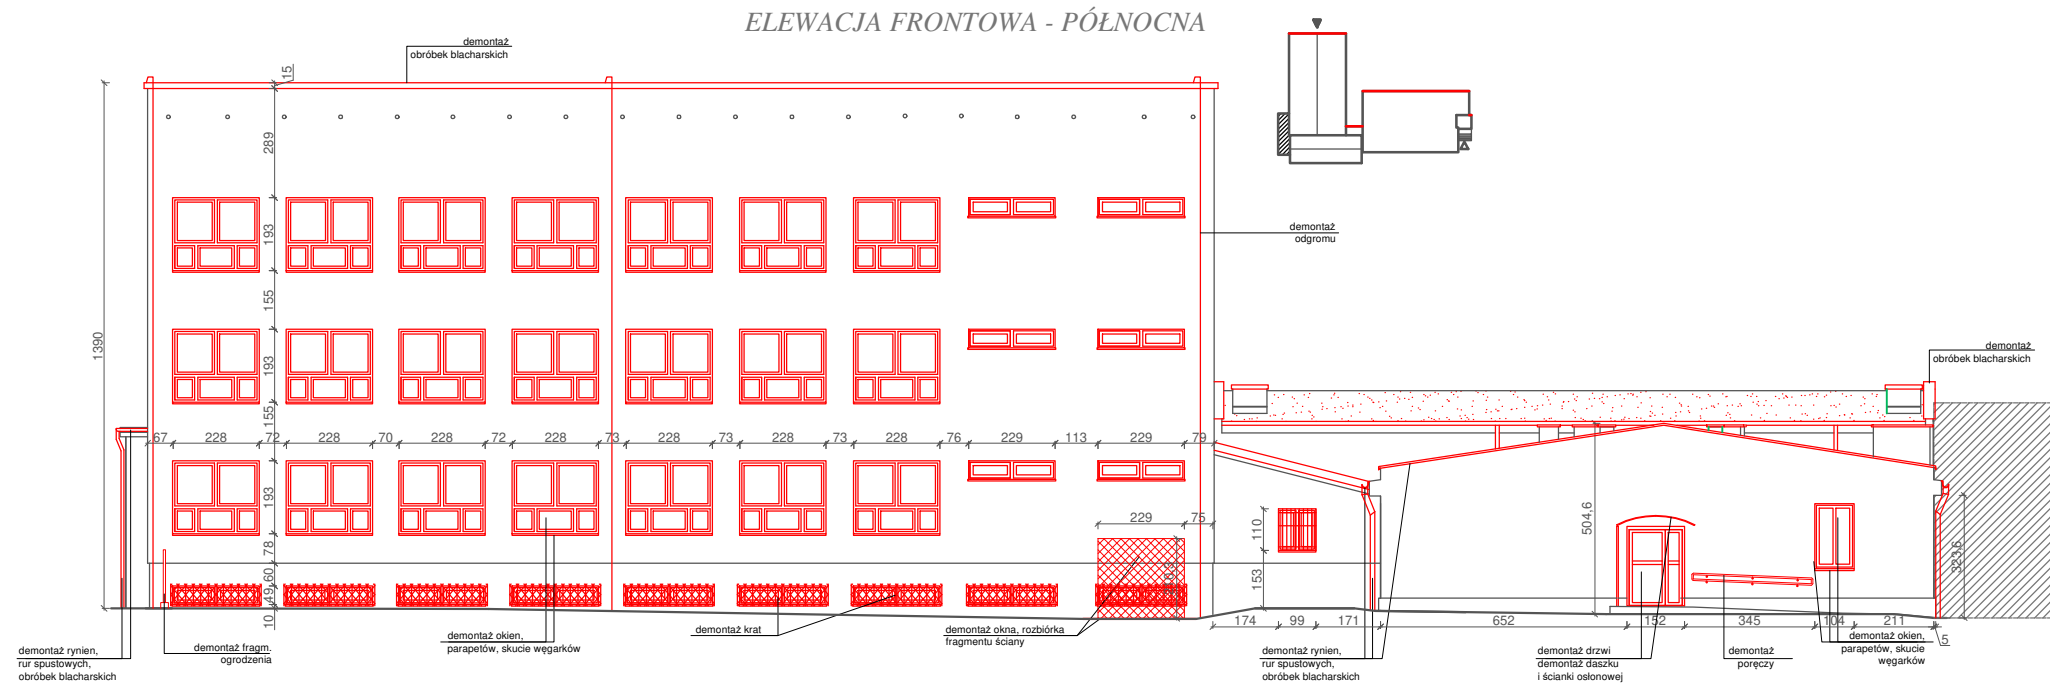 ELEWACJA FRONTOWA - PÓŁNOCNA
demontaż
obróbek blacharskich
15
289
193
155
193
155
193
78
60
49
10
1390
67 228 72 228 70 228 72 228 73 228 73 228 73 228 76 229 113 229 79
229 75
demontaż
odgromu
demontaż
obróbek blacharskich
110
153
504,6
323,6
174 99 171 652 152 345 104 211
5
demontaż rynien,
rur spustowych,
obróbek blacharskich
demontaż fragm.
ogrodzenia
demontaż okien,
parapetów, skucie węgarków
demontaż krat
demontaż okna, rozbiórka
fragmentu ściany
demontaż rynien,
rur spustowych,
obróbek blacharskich
demontaż drzwi
demontaż daszku
i ścianki osłonowej
demontaż
poręczy
demontaż okien,
parapetów, skucie
węgarków